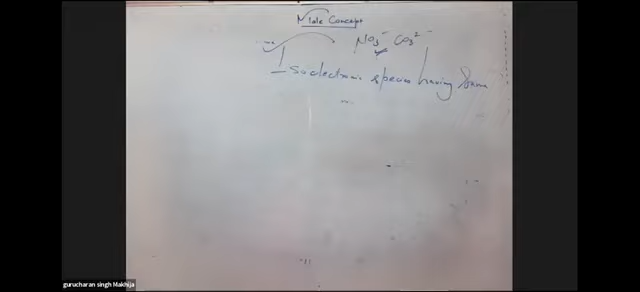 Mole Concept
NO3⁻ CO3²⁻
Isoelectronic species having Same
gurucharan singh Makhija